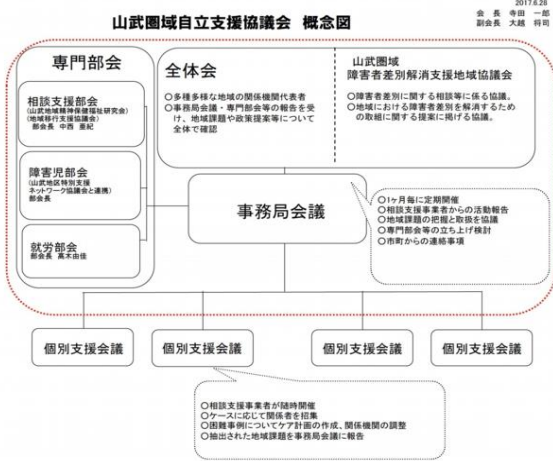 2017.6.28
会 長 寺田 一郎
副会長 大越 将司
山武圏域自立支援協議会 概念図
専門部会
相談支援部会
(山武地域精神保健福祉研究会)
(地域移行支援協議会)
部会長 中西 亜紀
障害児部会
(山武地区特別支援
ネットワーク協議会と連携)
部会長
就労部会
部会長 髙木由佳
全体会
○多種多様な地域の関係機関代表者
○事務局会議・専門部会等の報告を受
け、地域課題や政策提案等について
全体で確認
山武圏域
障害者差別解消支援地域協議会
○障害者差別に関する相談等に係る協議。
○地域における障害者差別を解消するため
の取組に関する提案に掲げる協議。
事務局会議
○1ヶ月毎に定期開催
○相談支援事業者からの活動報告
○地域課題の把握と取扱を協議
○専門部会等の立ち上げ検討
○市町からの連絡事項
個別支援会議
個別支援会議
個別支援会議
個別支援会議
○相談支援事業者が随時開催
○ケースに応じて関係者を招集
○困難事例についてケア計画の作成、関係機関の調整
○抽出された地域課題を事務局会議に報告